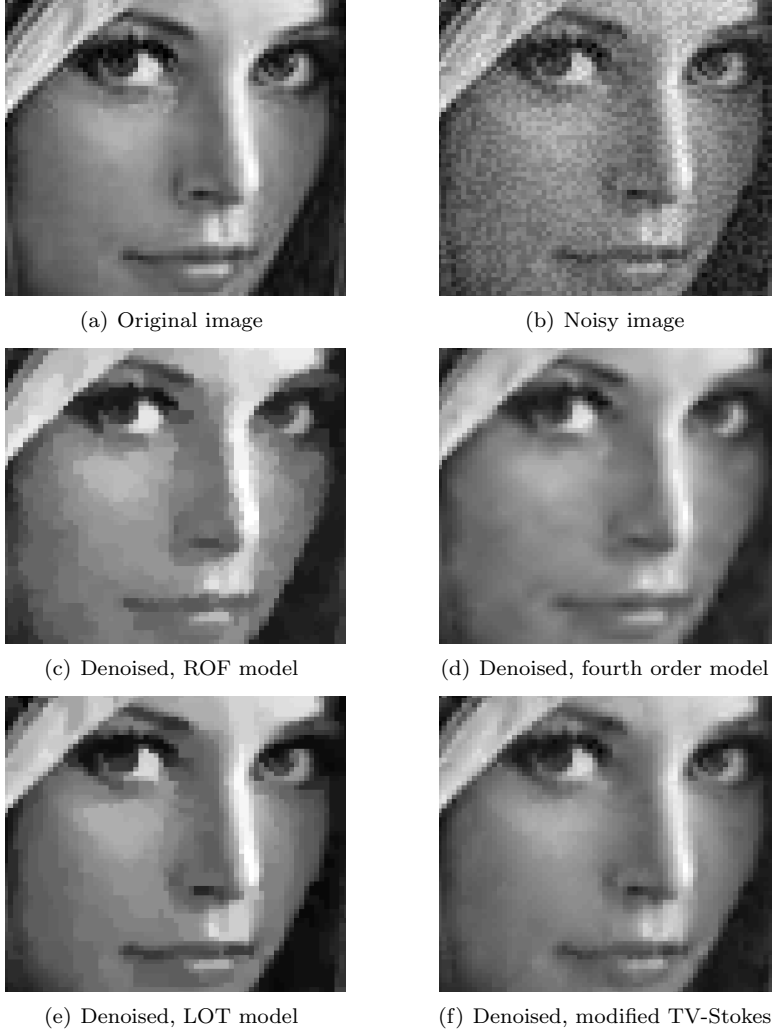 (a) Original image
(b) Noisy image
(c) Denoised, ROF model
(d) Denoised, fourth order model
(e) Denoised, LOT model
(f) Denoised, modified TV-Stokes